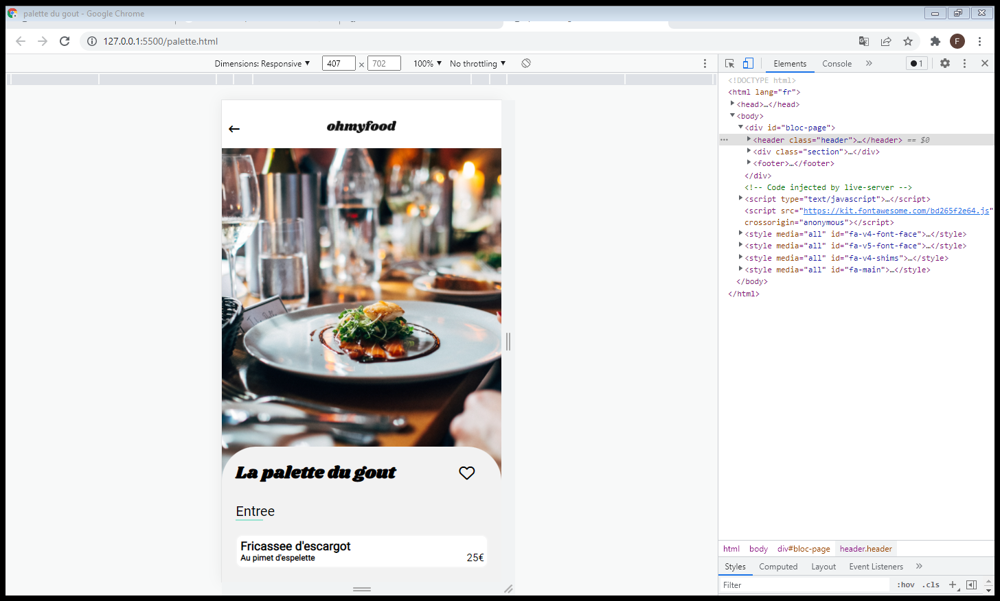 palette du gout - Google Chrome
127.0.0.1:5500/palette.html
F
Dimensions: Responsive ▼ 407 × 702 100% ▼ No throttling ▼
Elements Console » 1
ohmyfood
La palette du gout
Entree
Fricassee d'escargot
Au pimet d'espelette
25€
<!DOCTYPE html>
<html lang="fr">
<head>…</head>
<body>
<div id="bloc-page">
<header class="header">…</header> == $0
<div class="section">…</div>
<footer>…</footer>
</div>
<!-- Code injected by live-server -->
<script type="text/javascript">…</script>
<script src="https://kit.fontawesome.com/bd265f2e64.js"
crossorigin="anonymous"></script>
<style media="all" id="fa-v4-font-face">…</style>
<style media="all" id="fa-v5-font-face">…</style>
<style media="all" id="fa-v4-shims">…</style>
<style media="all" id="fa-main">…</style>
</body>
</html>
html body div#bloc-page header.header
Styles Computed Layout Event Listeners »
Filter :hov .cls +